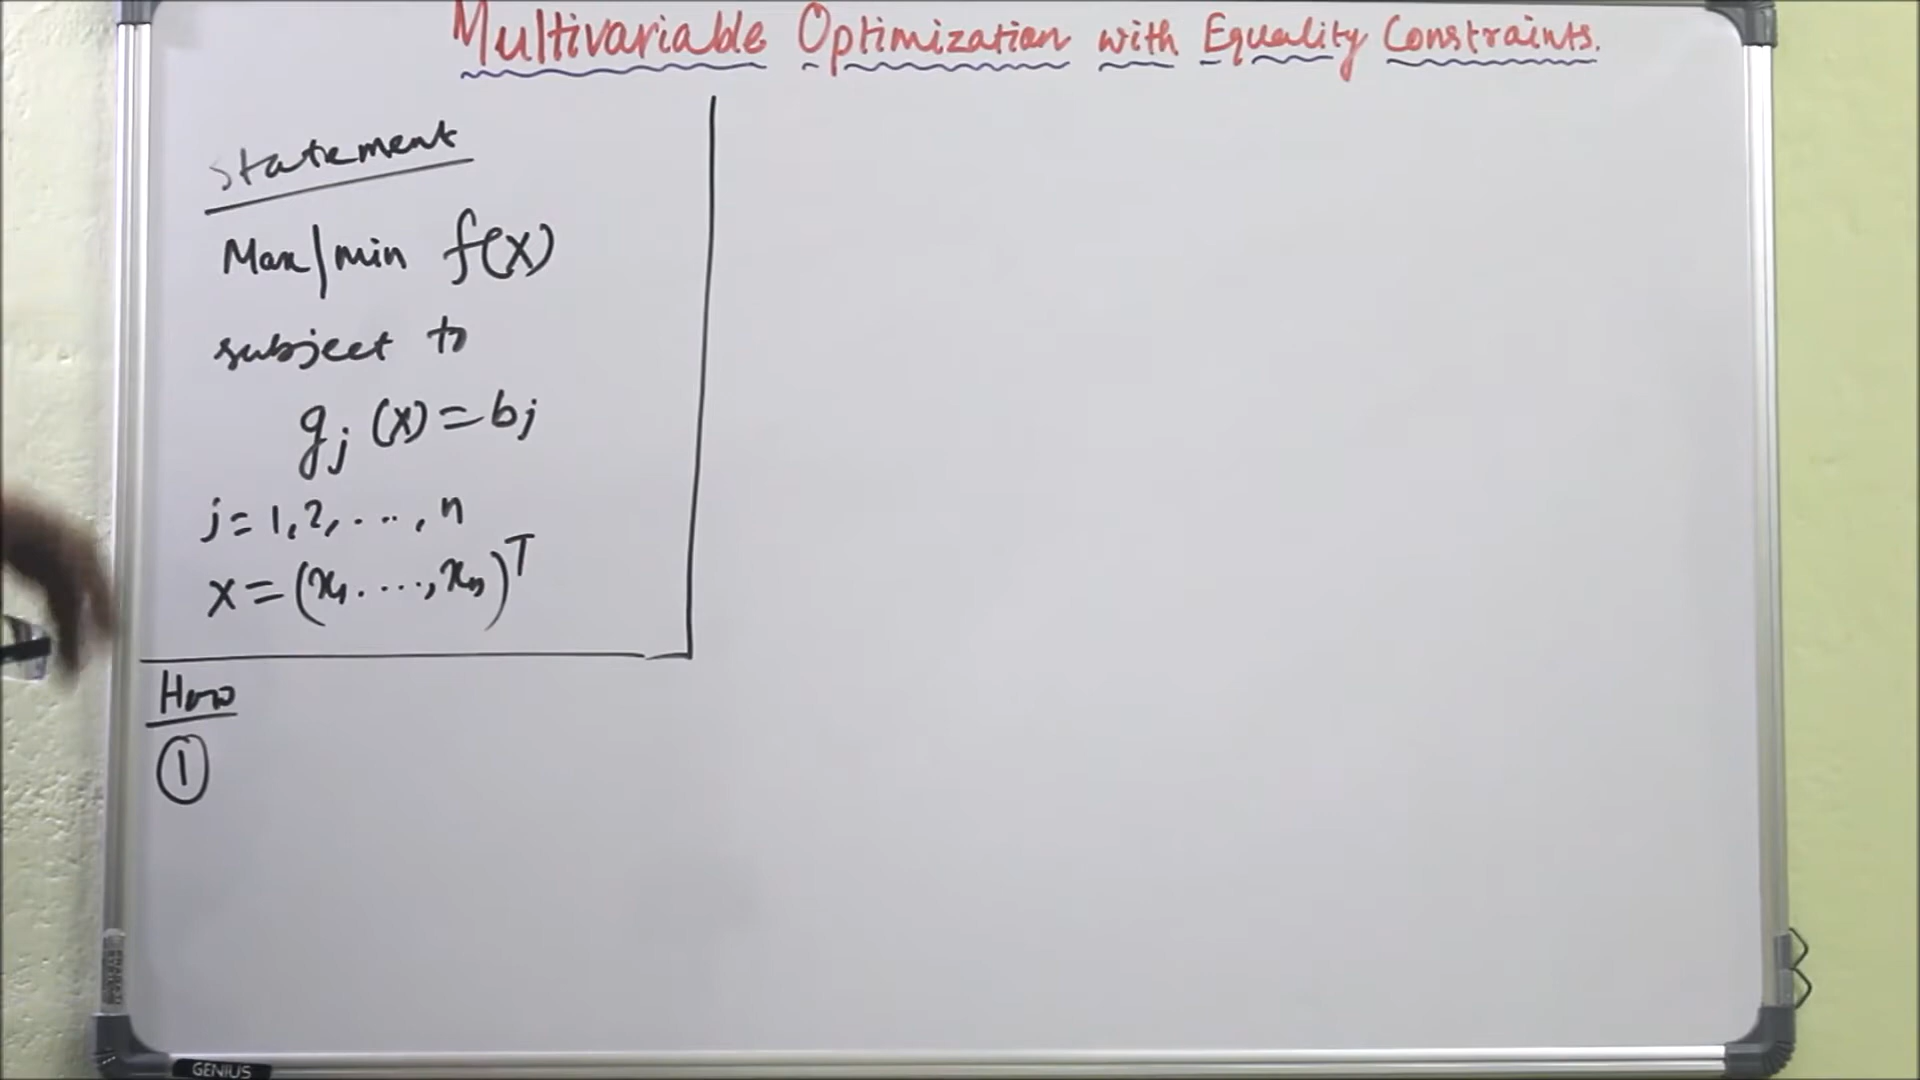 Multivariable Optimization with Equality Constraints.
Statement
Max/min f(X)
subject to
gj (X) = bj
j = 1, 2, ..., n
X = (x1, ..., xn)^T
How
①
GENIUS